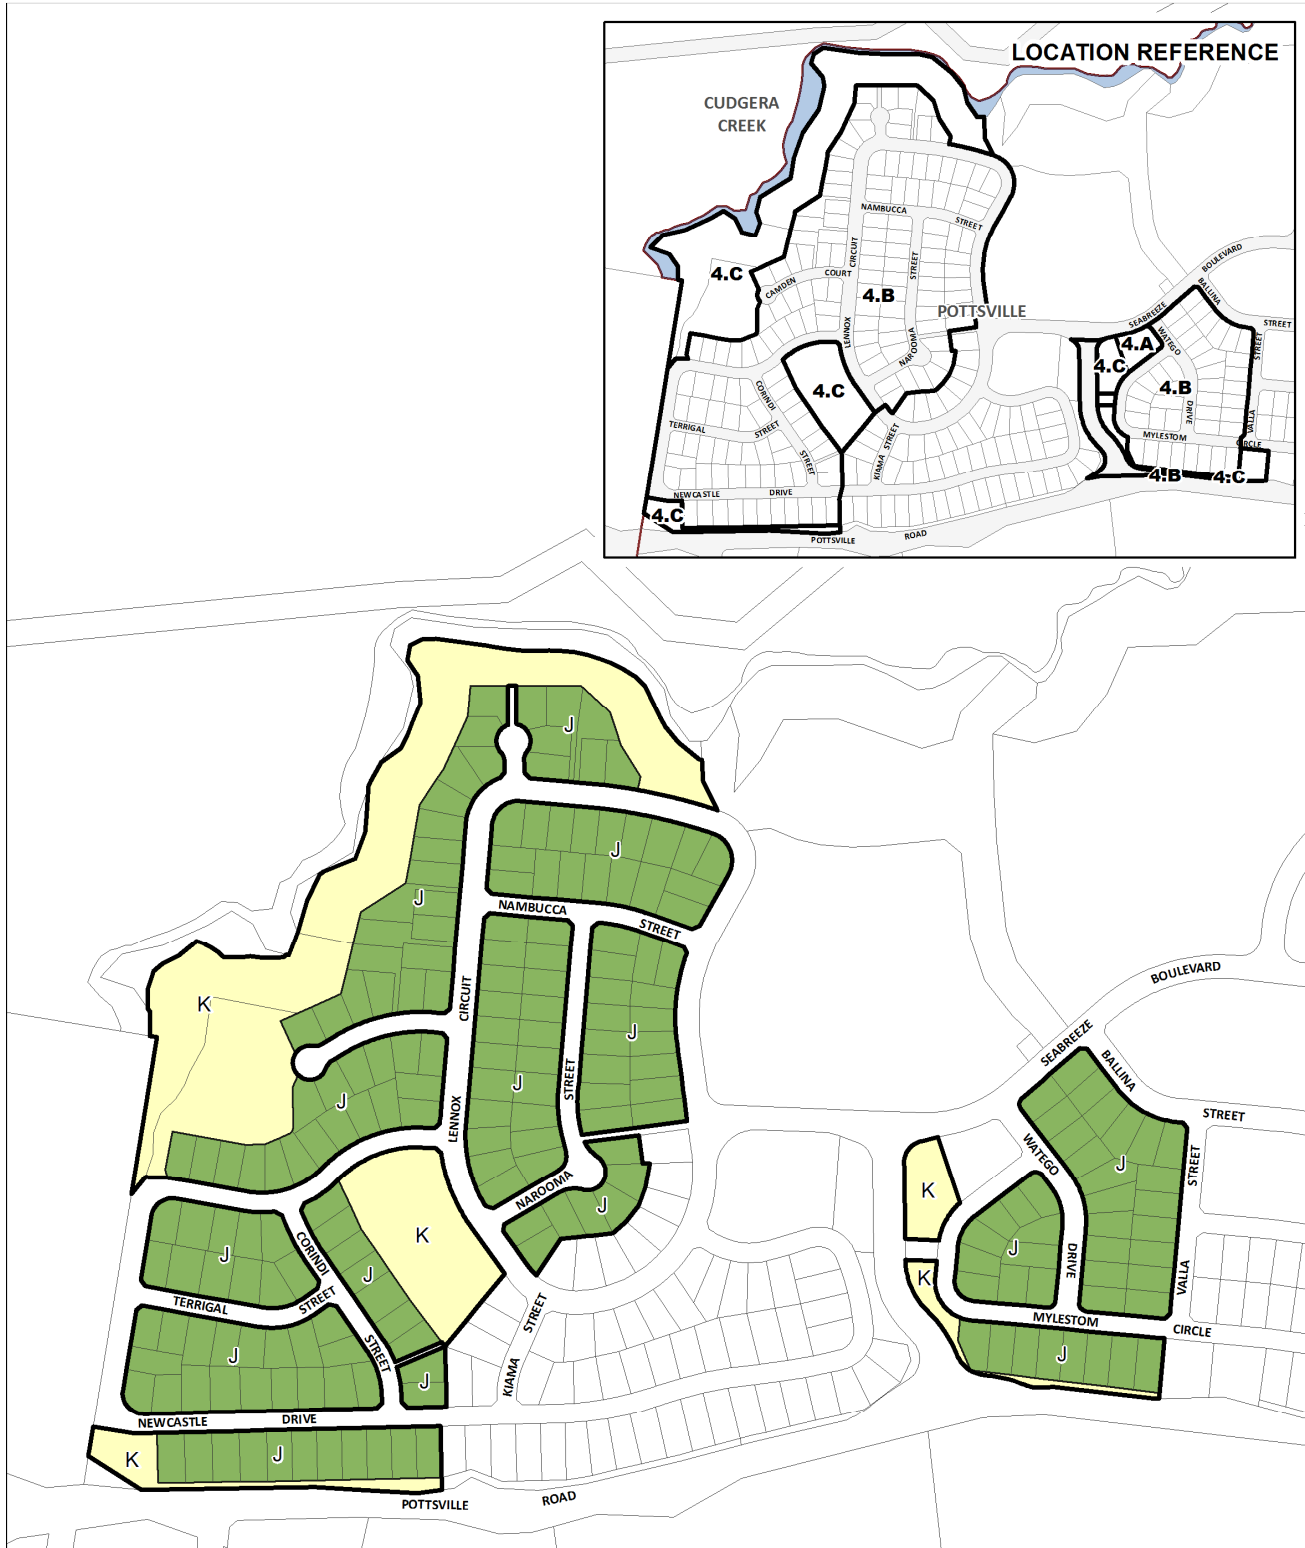 LOCATION REFERENCE
CUDGERA
CREEK
NAMBUCCA
STREET
CIRCUIT
STREET
BOULEVARD
4.C
COURT
CAMDEN
4.B
BALLINA
POTTSVILLE
SEABREEZE
STREET
LENNOX
NAROOMA
4.A
WATEGO
STREET
4.C
4.C
4.B
CORINDI
DRIVE
VALLA
TERRIGAL
STREET
STREET
KIAMA
MYLESTOM
CIRCLE
STREET
4.B
4.C
NEWCASTLE
DRIVE
4.C
POTTSVILLE
ROAD
J
J
J
NAMBUCCA
STREET
BOULEVARD
CIRCUIT
K
J
SEABREEZE
BALLINA
STREET
J
J
LENNOX
STREET
WATEGO
J
STREET
NAROOMA
K
J
K
CORINDI
J
J
DRIVE
J
K
VALLA
TERRIGAL
STREET
STREET
MYLESTOM
CIRCLE
J
STREET
J
KIAMA
J
NEWCASTLE
DRIVE
K
J
POTTSVILLE
ROAD